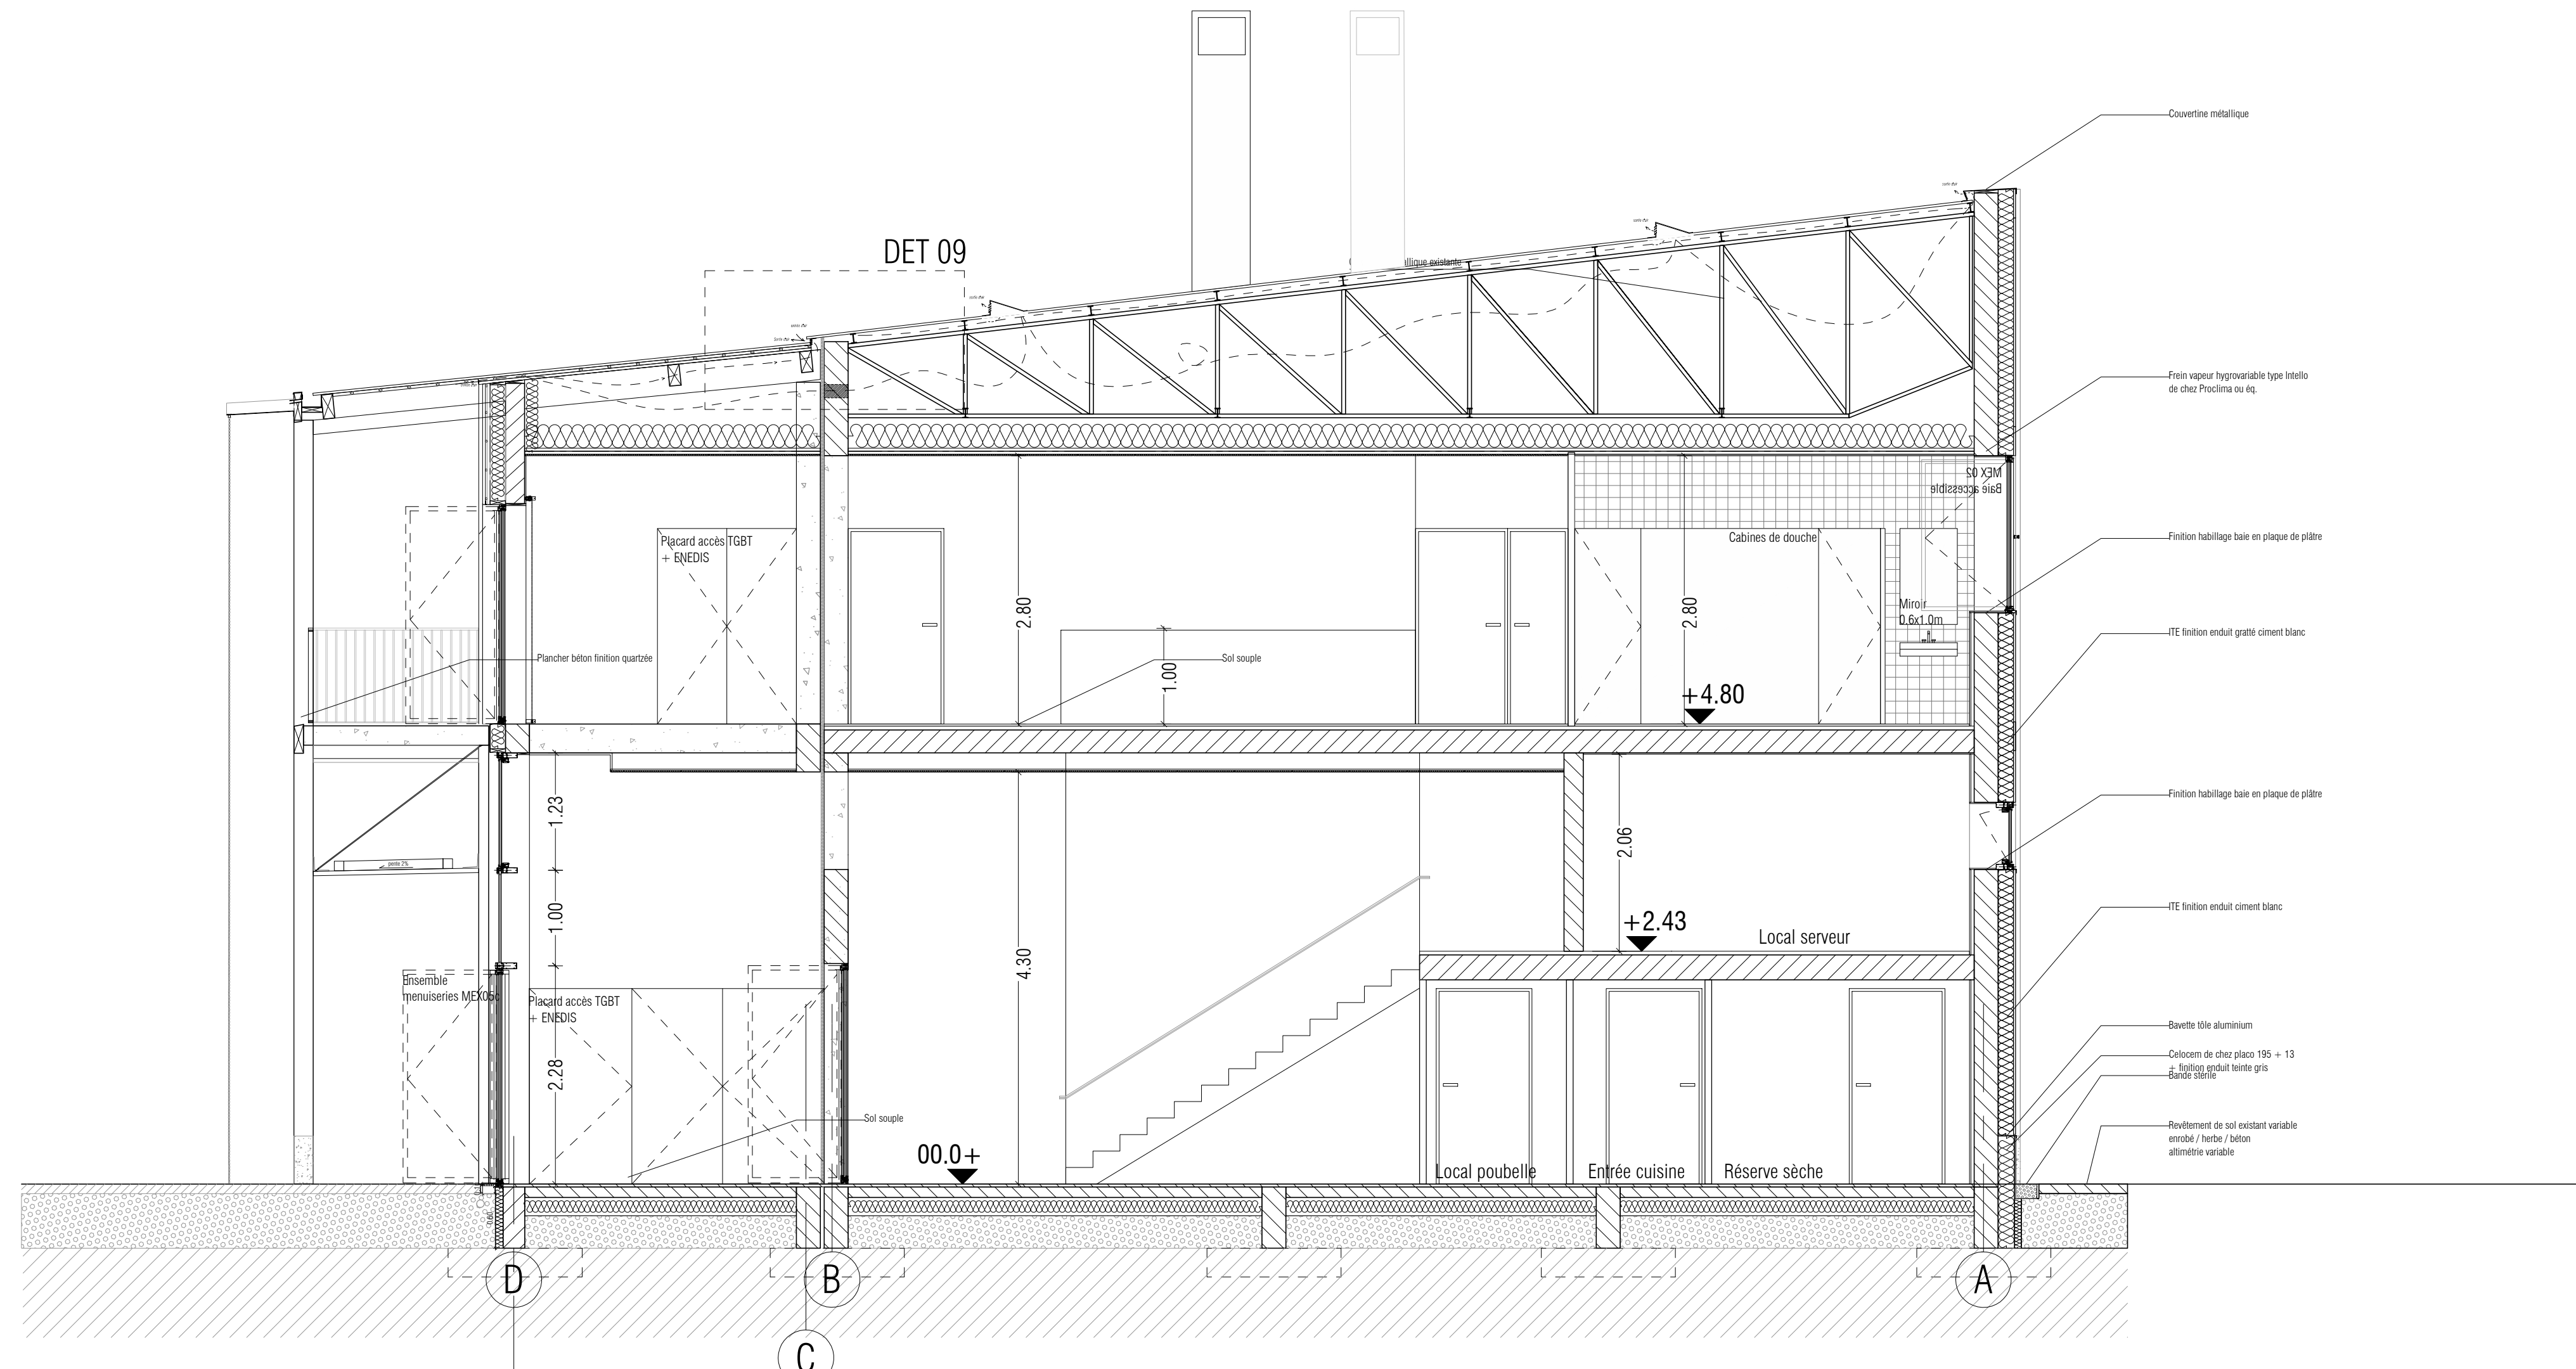 Couvertine métallique
DET 09
llique existante
Frein vapeur hygrovariable type Intello
de chez Proclima ou éq.
MEX 02
Baie accessible
Placard accès TGBT
+ ENEDIS
Cabines de douche
Finition habillage baie en plaque de plâtre
2.80
2.80
Miroir
0.6x1.0m
ITE finition enduit gratté ciment blanc
Plancher béton finition quartzée
Sol souple
1.00
+4.80
Finition habillage baie en plaque de plâtre
1.23
2.06
pente 2%
1.00
4.30
+2.43
Local serveur
ITE finition enduit ciment blanc
Ensemble
menuiseries MEX05c
Placard accès TGBT
+ ENEDIS
2.28
Bavette tôle aluminium
Celocem de chez placo 195 + 13
+ finition enduit teinte gris
Bande stérile
Sol souple
Revêtement de sol existant variable
enrobé / herbe / béton
altimétrie variable
00.0+
Local poubelle
Entrée cuisine
Réserve sèche
D
B
A
C